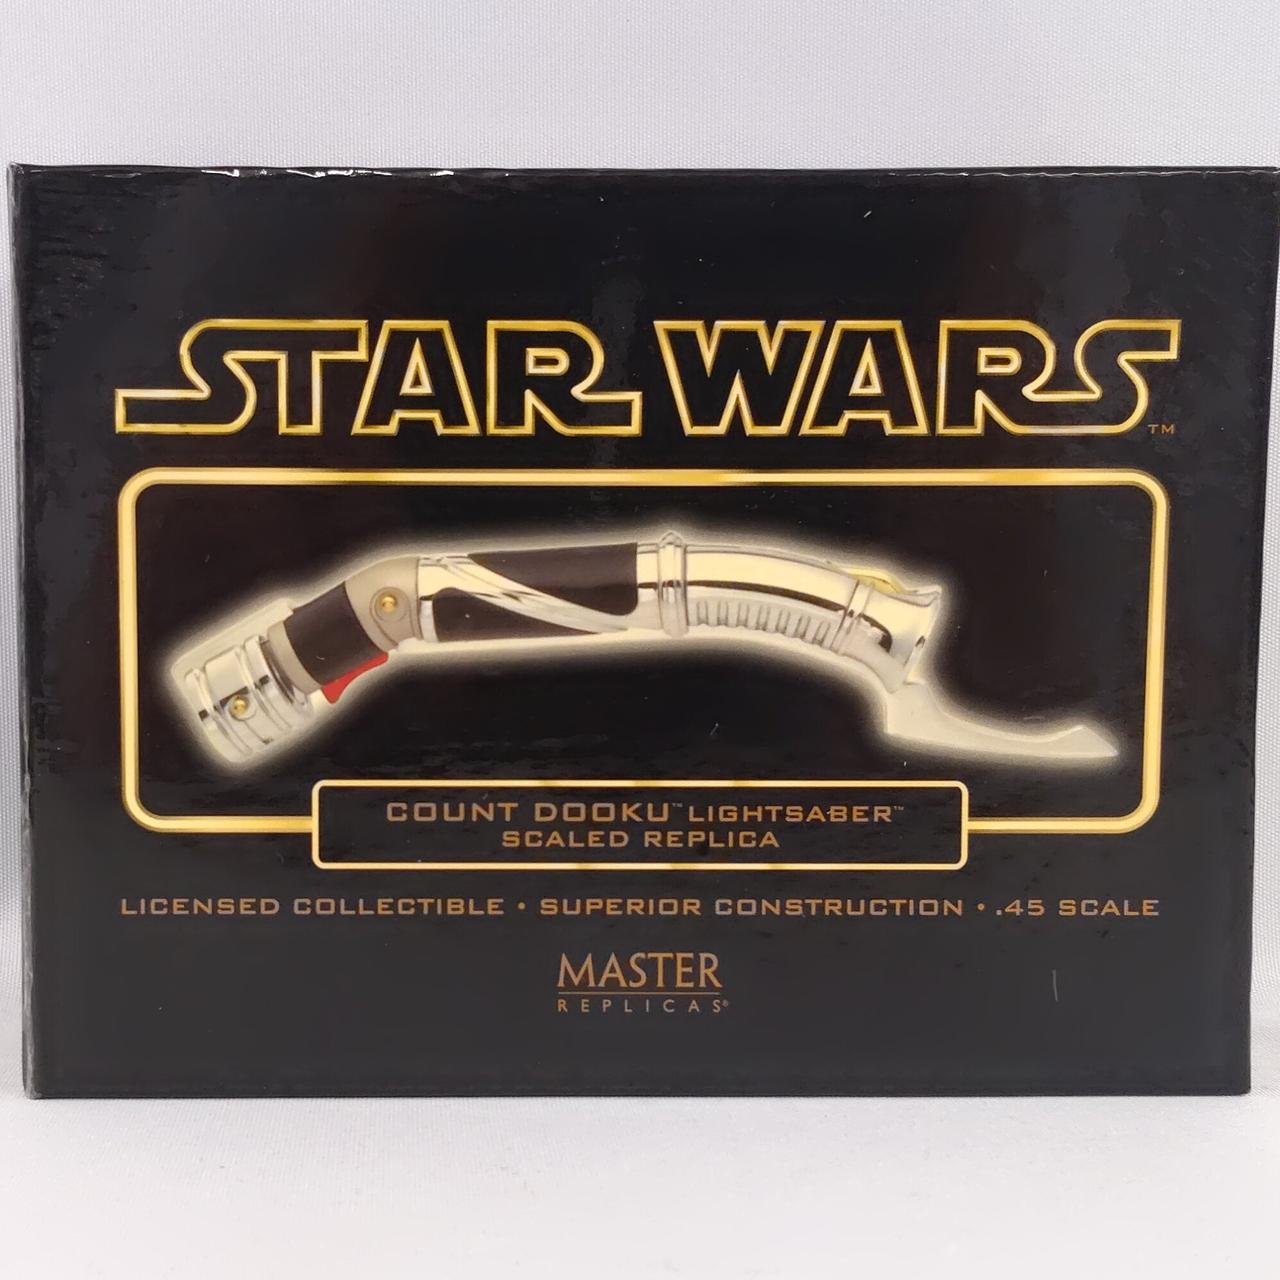 STAR WARS™
COUNT DOOKU™ LIGHTSABER™
SCALED REPLICA
LICENSED COLLECTIBLE • SUPERIOR CONSTRUCTION • .45 SCALE
MASTER
REPLICAS®